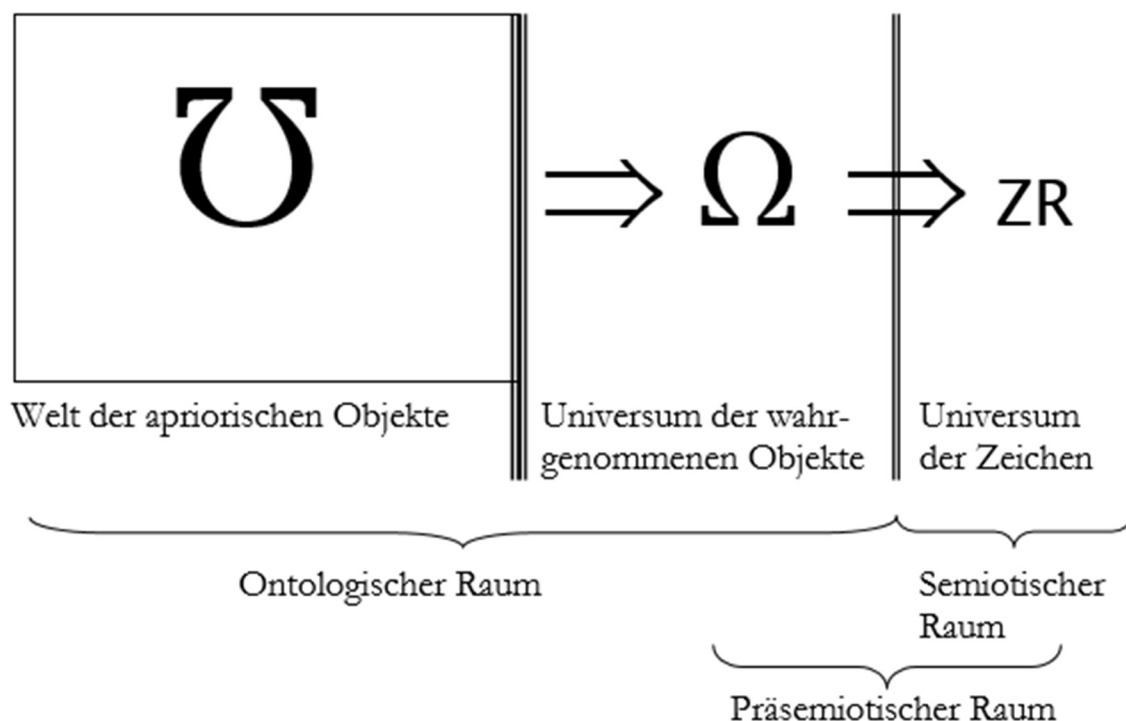 ℧ ⇒ Ω ⇒ ZR
Welt der apriorischen Objekte
Universum der wahr-
genommenen Objekte
Universum
der Zeichen
Ontologischer Raum
Semiotischer
Raum
Präsemiotischer Raum